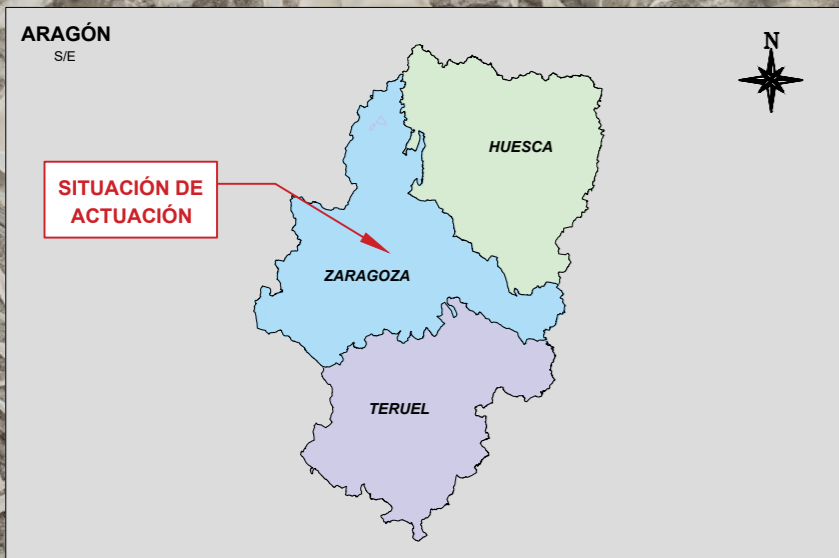 ARAGÓN
S/E
N
HUESCA
SITUACIÓN DE
ACTUACIÓN
ZARAGOZA
TERUEL